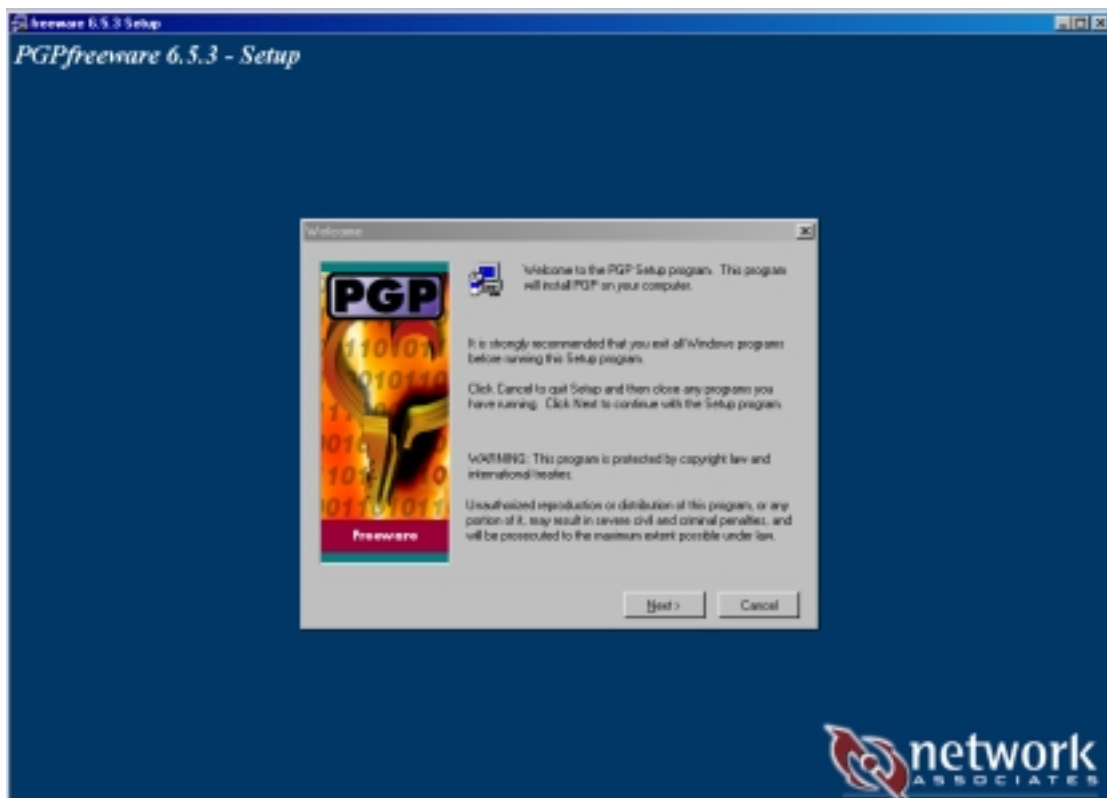 freeware 6.5.3 Setup
PGPfreeware 6.5.3 - Setup
Welcome
PGP
Freeware
Welcome to the PGP Setup program. This program
will install PGP on your computer.
It is strongly recommended that you exit all Windows programs
before running this Setup program.
Click Cancel to quit Setup and then close any programs you
have running. Click Next to continue with the Setup program.
WARNING: This program is protected by copyright law and
international treaties.
Unauthorized reproduction or distribution of this program, or any
portion of it, may result in severe civil and criminal penalties, and
will be prosecuted to the maximum extent possible under law.
Next >
Cancel
network
ASSOCIATES